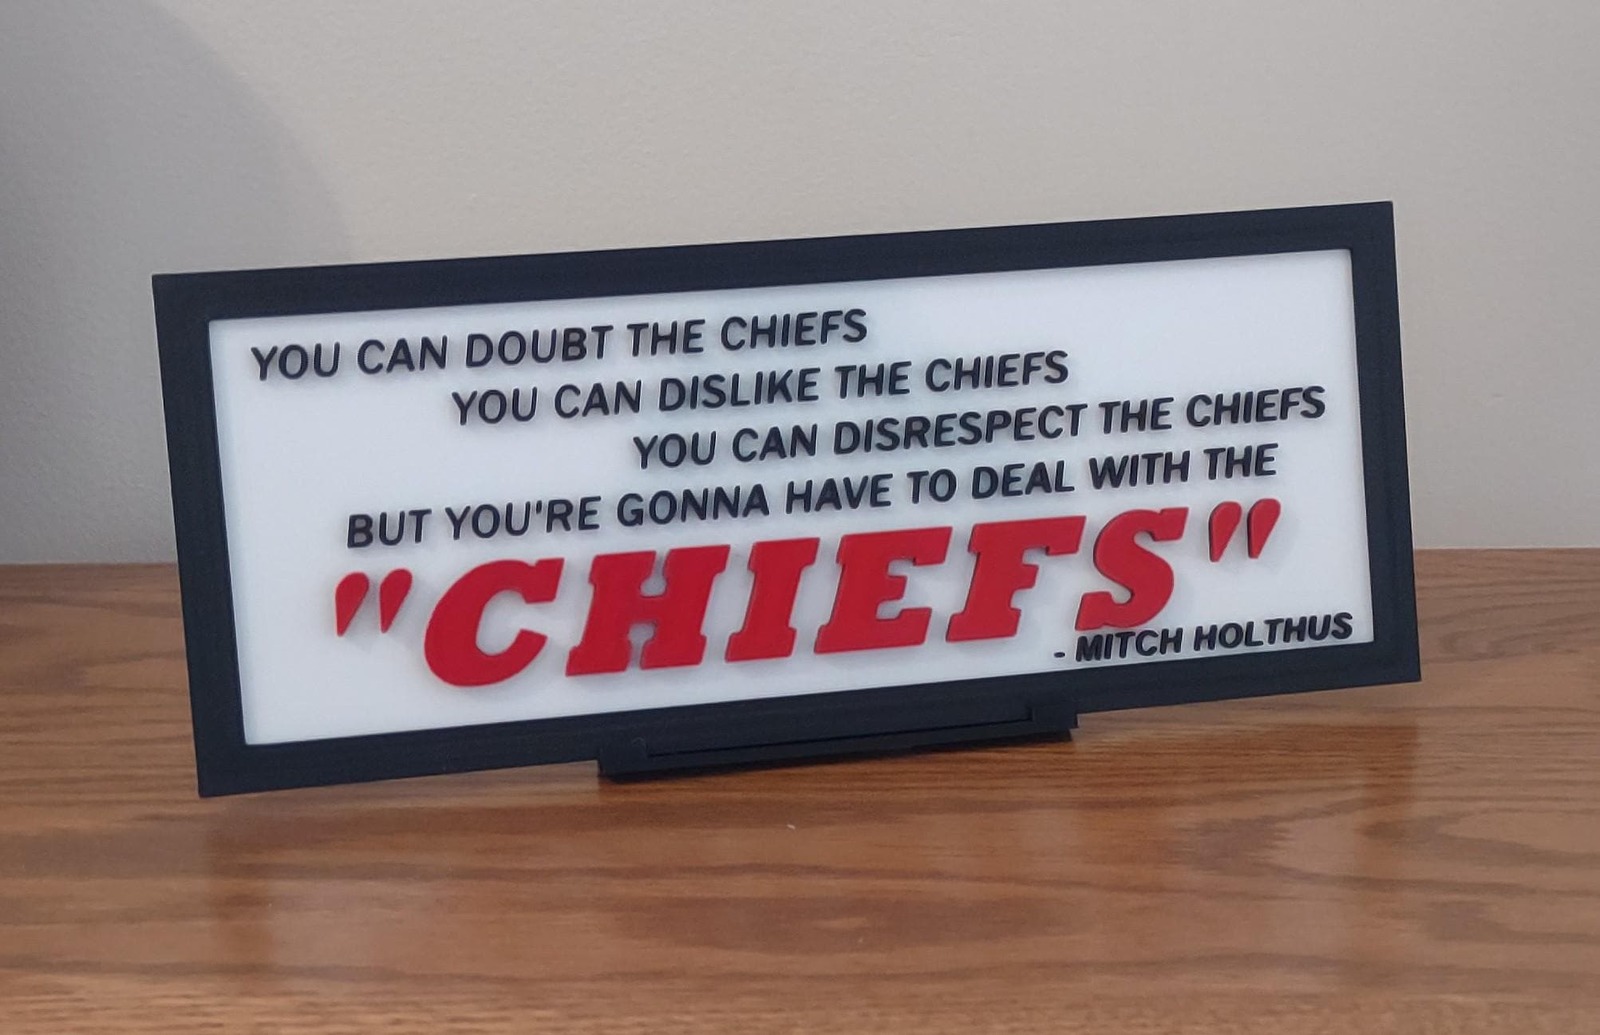 YOU CAN DOUBT THE CHIEFS
YOU CAN DISLIKE THE CHIEFS
YOU CAN DISRESPECT THE CHIEFS
BUT YOU'RE GONNA HAVE TO DEAL WITH THE
"CHIEFS"
- MITCH HOLTHUS